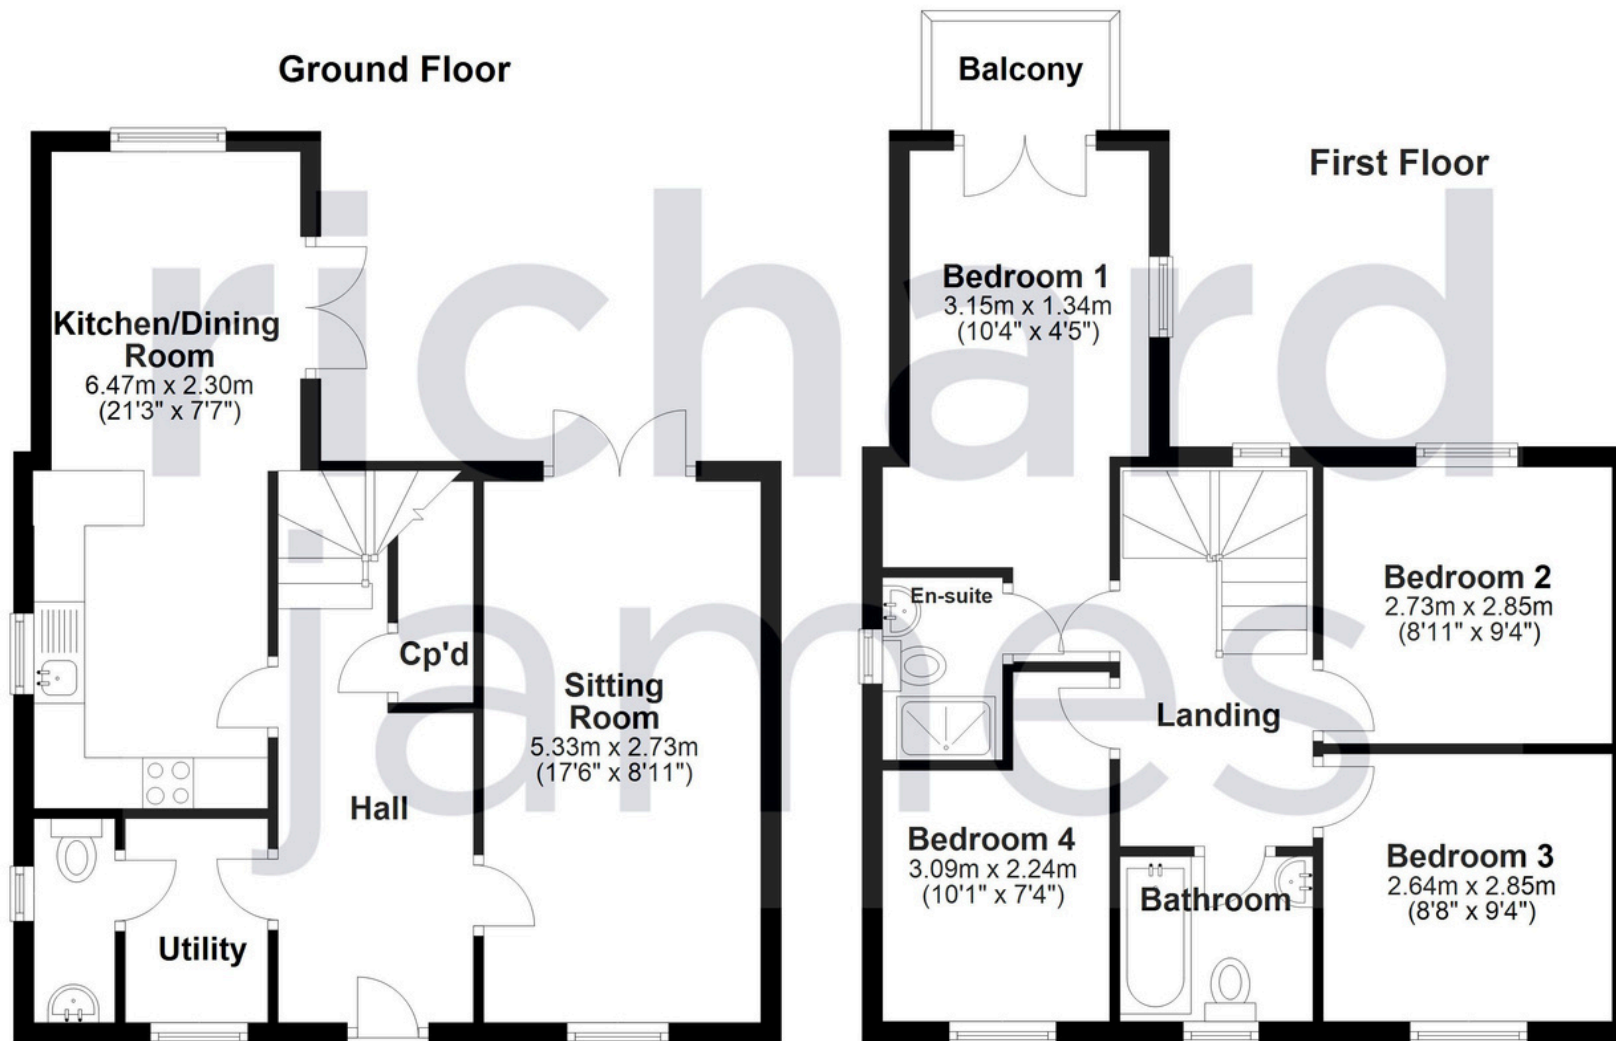 Ground Floor
Kitchen/Dining
Room
6.47m x 2.30m
(21'3" x 7'7")
Cp'd
Sitting
Room
5.33m x 2.73m
(17'6" x 8'11")
Hall
Utility
First Floor
Balcony
Bedroom 1
3.15m x 1.34m
(10'4" x 4'5")
En-suite
Bedroom 2
2.73m x 2.85m
(8'11" x 9'4")
Landing
Bedroom 4
3.09m x 2.24m
(10'1" x 7'4")
Bathroom
Bedroom 3
2.64m x 2.85m
(8'8" x 9'4")
richard
james